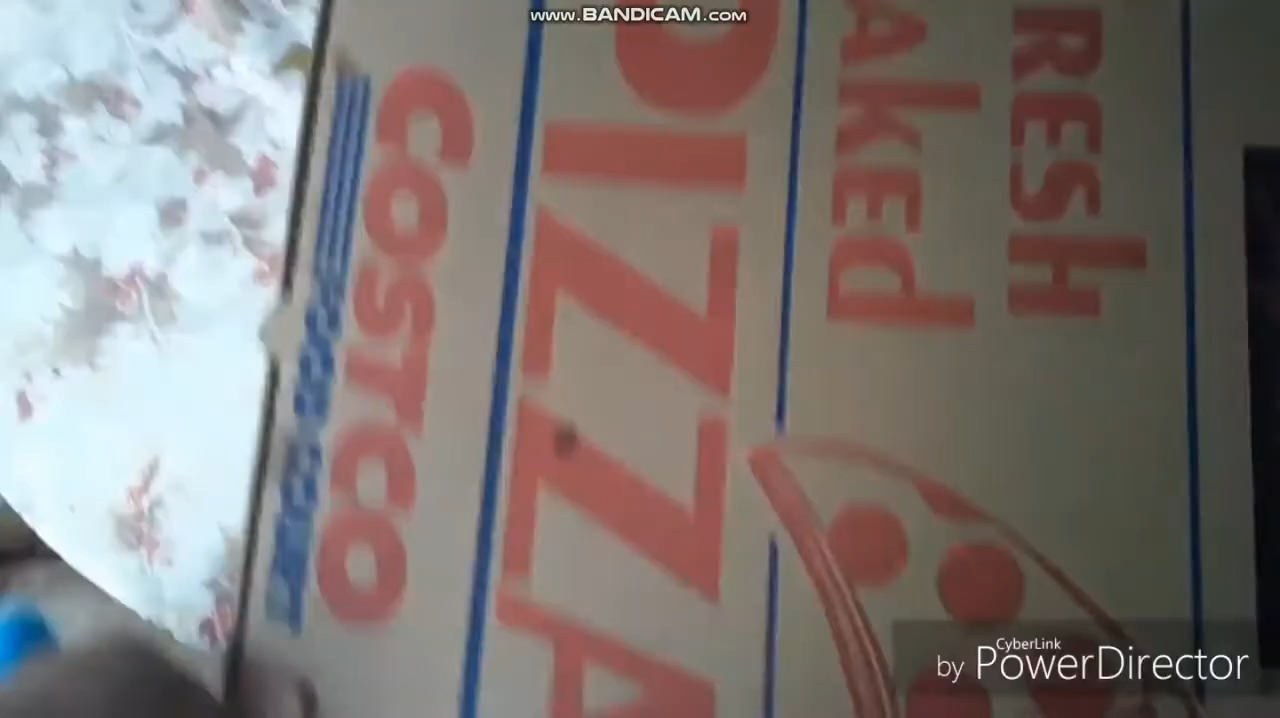 www.BANDICAM.com
RESH
aked
PIZZA
COSTCO
CyberLink
by PowerDirector